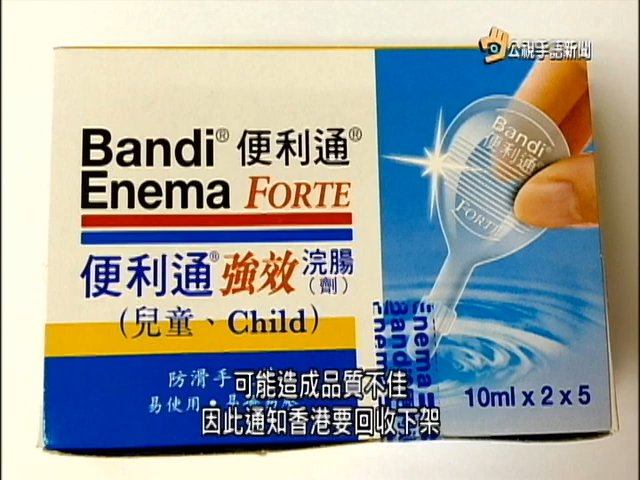 公視手語新聞
Bandi® 便利通®
Enema FORTE
便利通®強效浣腸
（劑）
（兒童、Child）
防滑手
易使用・易
10ml x 2 x 5
Bandi®
便利通®
FORTE
Enema
Bandi
Enema
可能造成品質不佳
因此通知香港要回收下架